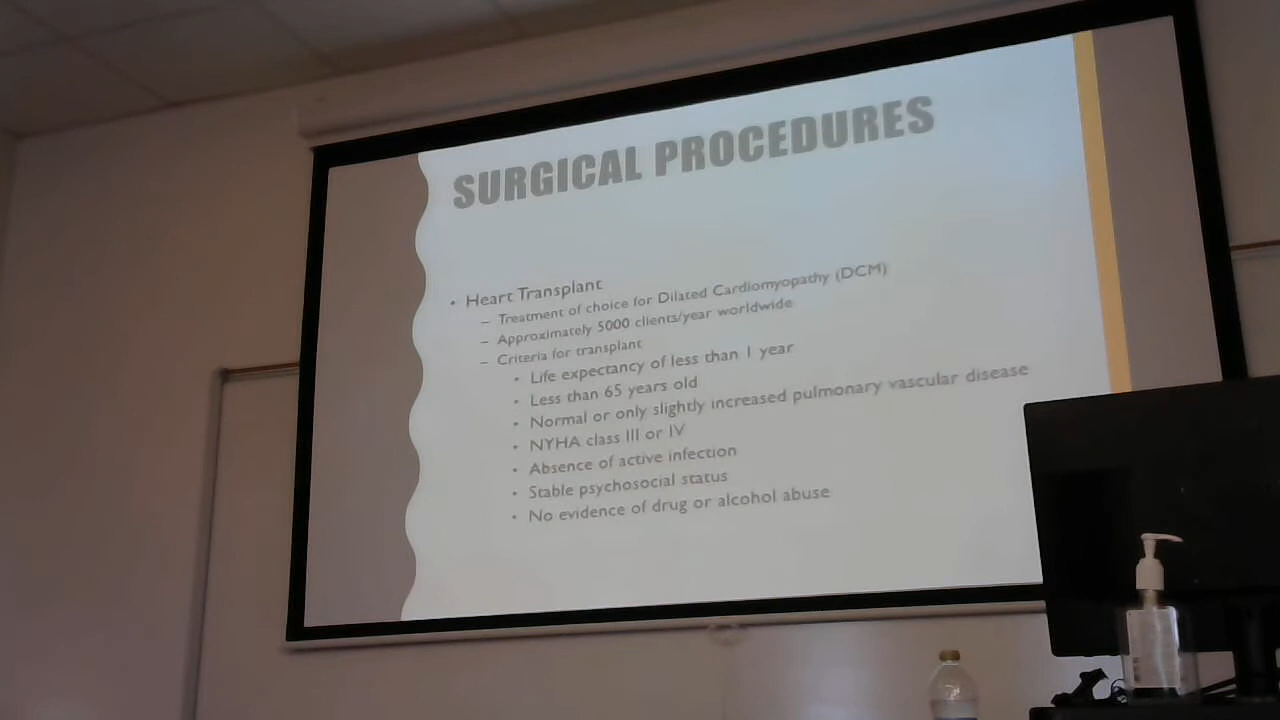 SURGICAL PROCEDURES
• Heart Transplant
– Treatment of choice for Dilated Cardiomyopathy (DCM)
– Approximately 5000 clients/year worldwide
– Criteria for transplant
• Life expectancy of less than 1 year
• Less than 65 years old
• Normal or only slightly increased pulmonary vascular disease
• NYHA class III or IV
• Absence of active infection
• Stable psychosocial status
• No evidence of drug or alcohol abuse